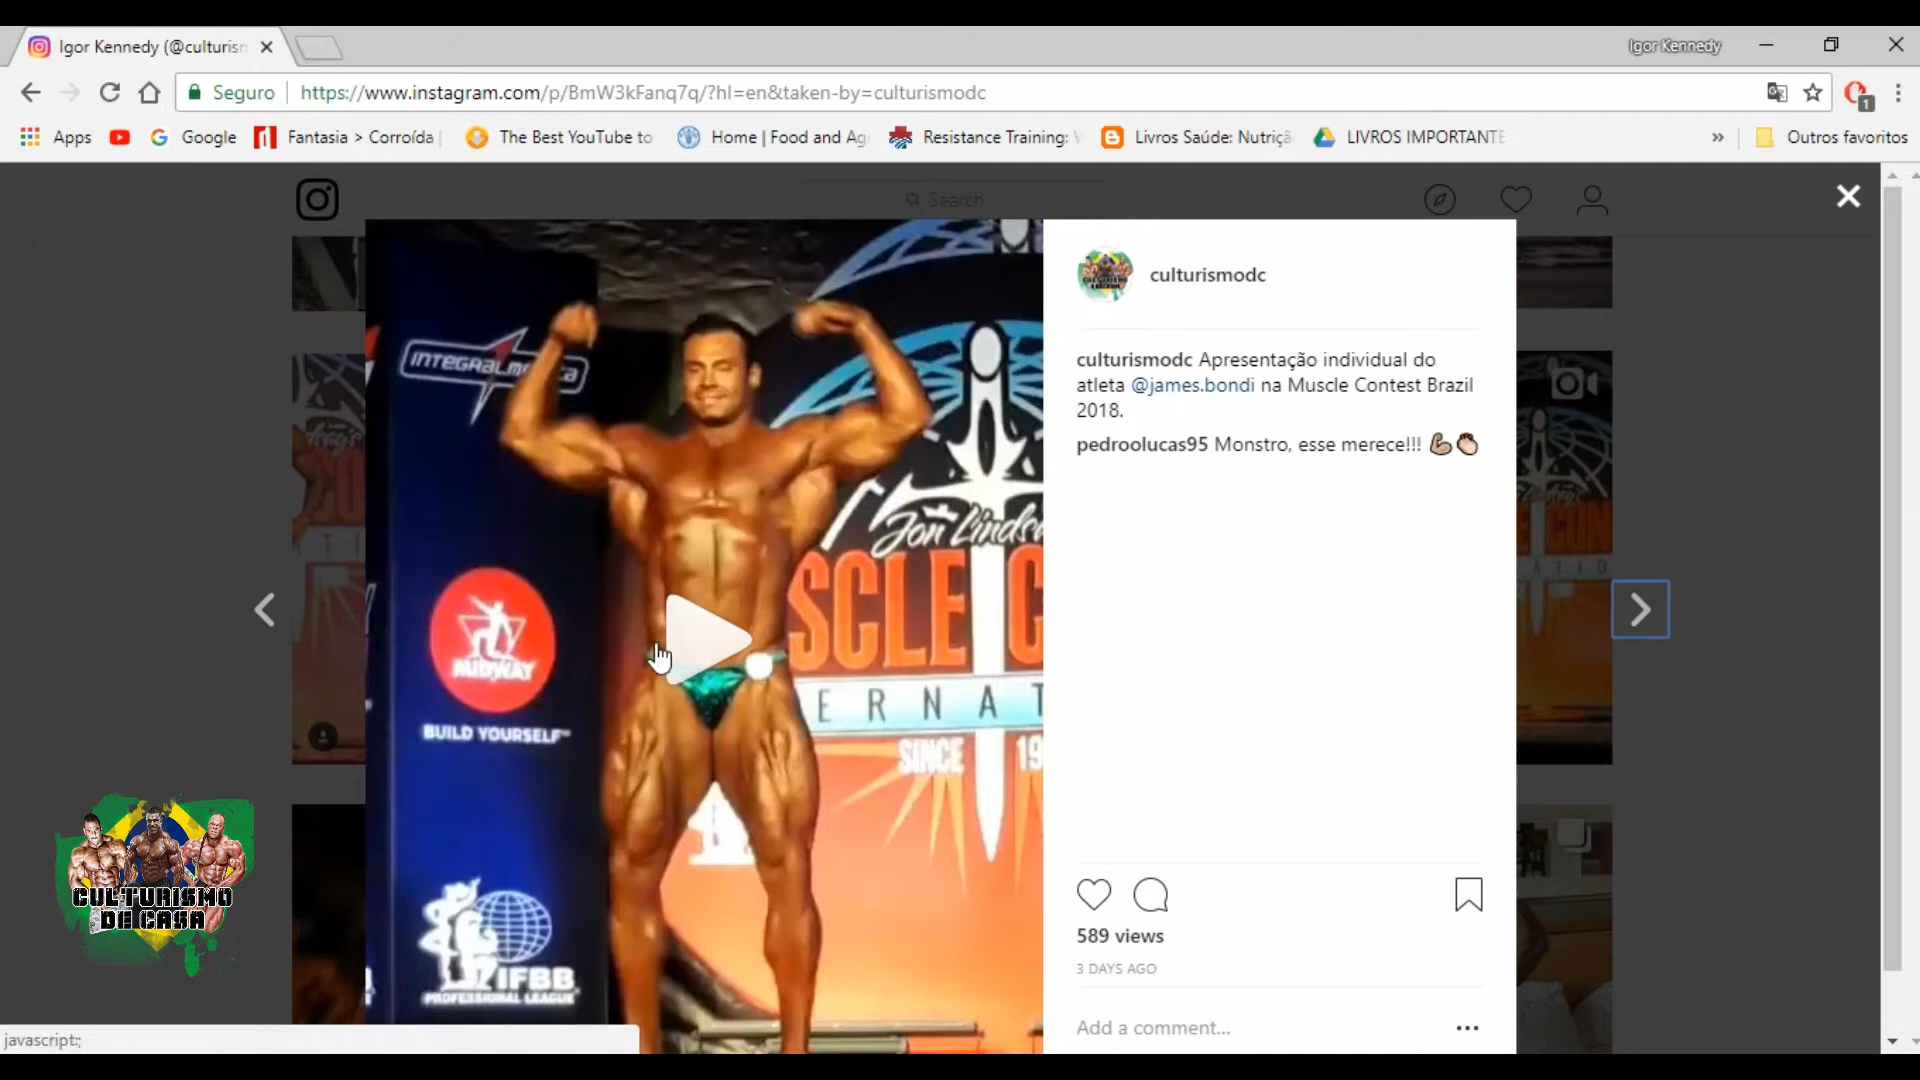 Igor Kennedy (@culturism
Igor Kennedy
Seguro
https://www.instagram.com/p/BmW3kFanq7q/?hl=en&taken-by=culturismodc
1
Apps
Google
Fantasia > Corroída |
The Best YouTube to
Home | Food and Ag
Resistance Training:
Livros Saúde: Nutriçã
LIVROS IMPORTANTE
»
Outros favoritos
Search
culturismodc
culturismodc Apresentação individual do
atleta @james.bondi na Muscle Contest Brazil
2018.
pedroolucas95 Monstro, esse merece!!! 💪🏼👏🏼
MIDWAY
BUILD YOURSELF™
IFBB
PROFESSIONAL LEAGUE
Jon Lindsa
SCLE C
ERNAT
SINCE 19
CULTURISMO
DE CASA
589 views
3 DAYS AGO
Add a comment...
javascript:;